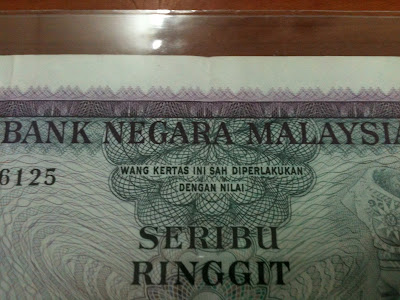 BANK NEGARA MALAYSIA
6125
WANG KERTAS INI SAH DIPERLAKUKAN
DENGAN NILAI
SERIBU
RINGGIT